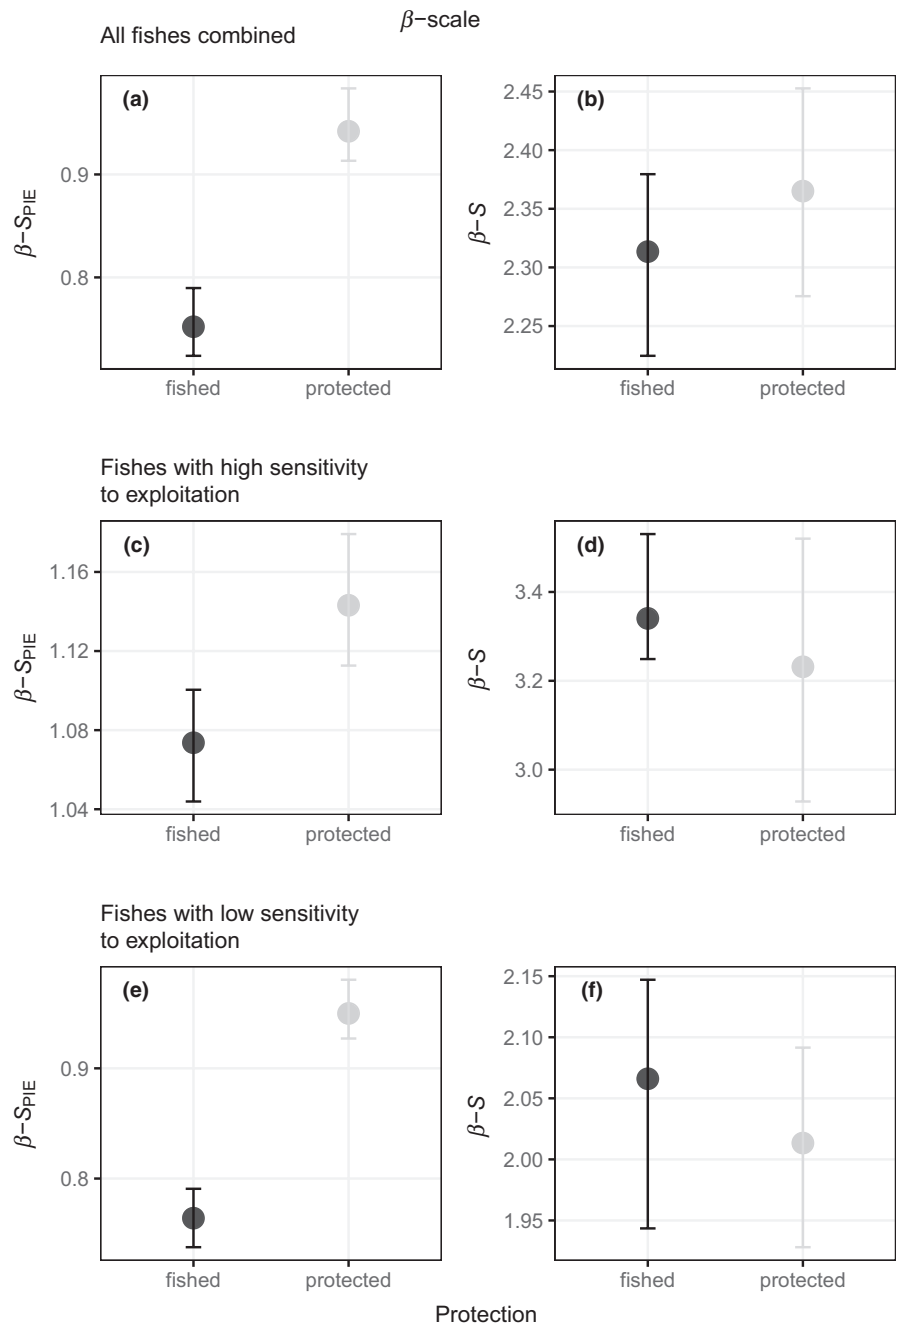 β−scale
All fishes combined
(a)
0.9
0.8
β−S_PIE
fished protected
(b)
2.45
2.40
2.35
2.30
2.25
β−S
fished protected
Fishes with high sensitivity
to exploitation
(c)
1.16
1.12
1.08
1.04
β−S_PIE
fished protected
(d)
3.4
3.2
3.0
β−S
fished protected
Fishes with low sensitivity
to exploitation
(e)
0.9
0.8
β−S_PIE
fished protected
(f)
2.15
2.10
2.05
2.00
1.95
β−S
fished protected
Protection